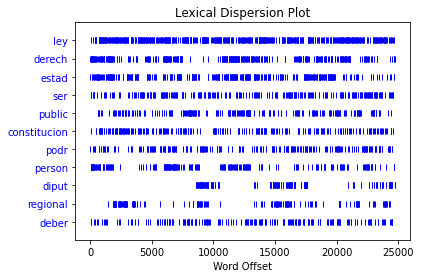 Lexical Dispersion Plot
ley
derech
estad
ser
public
constitucion
podr
person
diput
regional
deber
0 5000 10000 15000 20000 25000
Word Offset